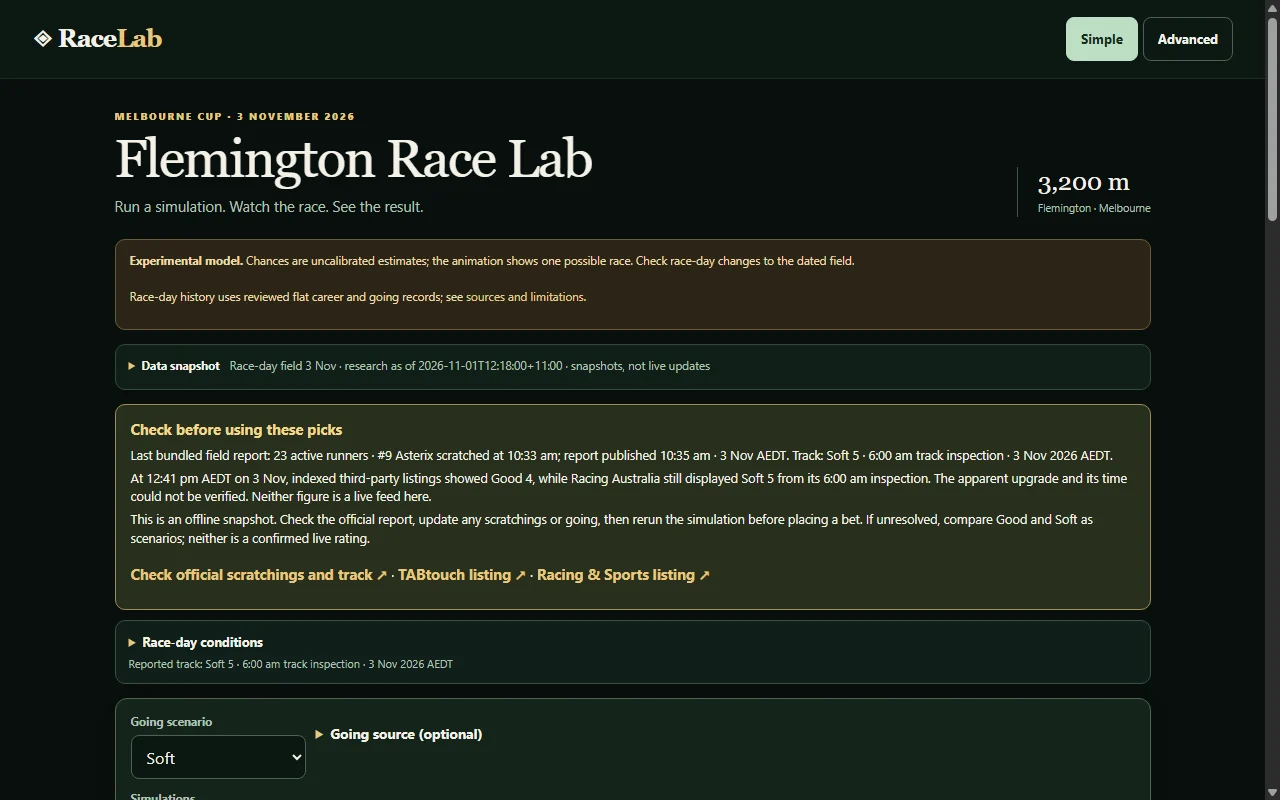 RaceLab
Simple
Advanced
MELBOURNE CUP · 3 NOVEMBER 2026
Flemington Race Lab
Run a simulation. Watch the race. See the result.
3,200 m
Flemington · Melbourne
Experimental model. Chances are uncalibrated estimates; the animation shows one possible race. Check race-day changes to the dated field.
Race-day history uses reviewed flat career and going records; see sources and limitations.
Data snapshot Race-day field 3 Nov · research as of 2026-11-01T12:18:00+11:00 · snapshots, not live updates
Check before using these picks
Last bundled field report: 23 active runners · #9 Asterix scratched at 10:33 am; report published 10:35 am · 3 Nov AEDT. Track: Soft 5 · 6:00 am track inspection · 3 Nov 2026 AEDT.
At 12:41 pm AEDT on 3 Nov, indexed third-party listings showed Good 4, while Racing Australia still displayed Soft 5 from its 6:00 am inspection. The apparent upgrade and its time
could not be verified. Neither figure is a live feed here.
This is an offline snapshot. Check the official report, update any scratchings or going, then rerun the simulation before placing a bet. If unresolved, compare Good and Soft as
scenarios; neither is a confirmed live rating.
Check official scratchings and track ↗ · TABtouch listing ↗ · Racing & Sports listing ↗
Race-day conditions
Reported track: Soft 5 · 6:00 am track inspection · 3 Nov 2026 AEDT
Going scenario
Going source (optional)
Soft
Simulations